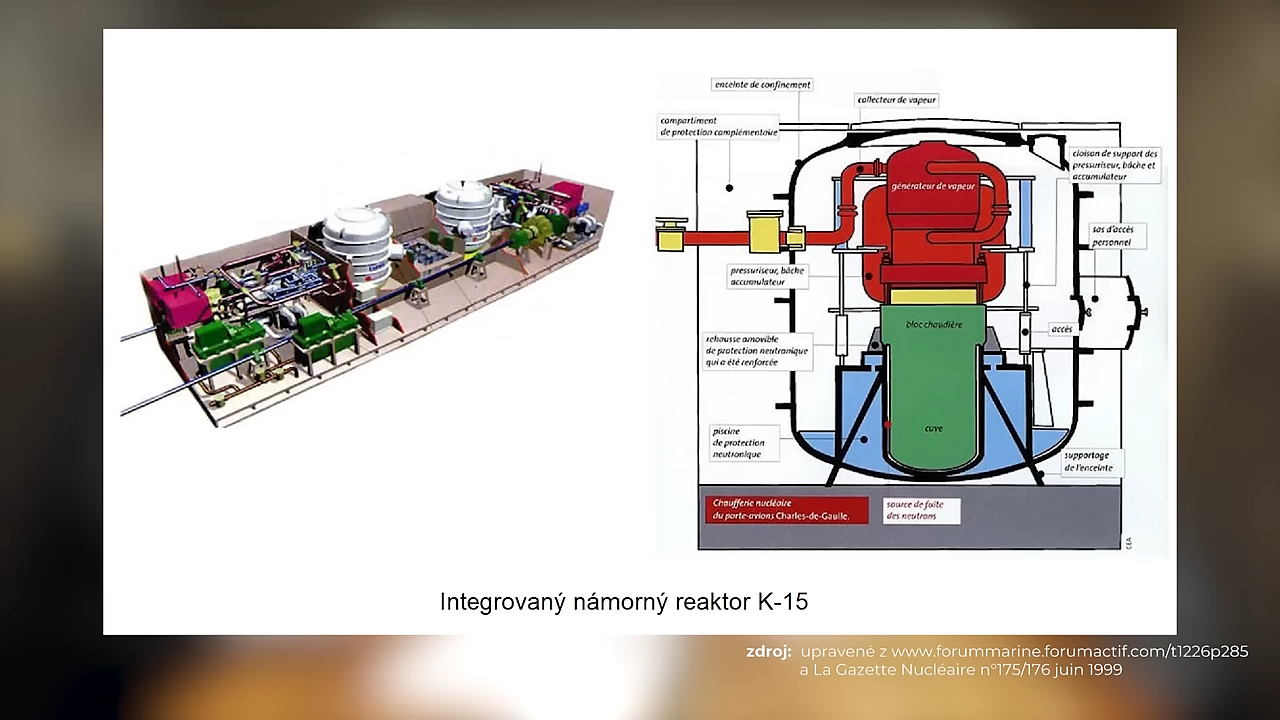 enceinte de confinement
collecteur de vapeur
compartiment
de protection complémentaire
cloison de support des
pressuriseur, bâche et
accumulateur
générateur de vapeur
sas d'accès
personnel
pressuriseur, bâche
accumulateur
bloc chaudière
accès
rehausse amovible
de protection neutronique
qui a été renforcée
cuve
piscine
de protection
neutronique
supportage
de l'enceinte
Chaufferie nucléaire
du porte-avions Charles-de-Gaulle.
source de fuite
des neutrons
CEA
Integrovaný námorný reaktor K-15
zdroj: upravené z www.forummarine.forumactif.com/t1226p285
a La Gazette Nucléaire n°175/176 juin 1999